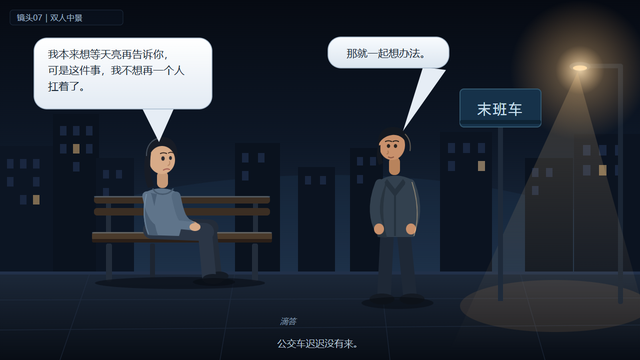 镜头07 | 双人中景
我本来想等天亮再告诉你，
可是这件事，我不想再一个人
扛着了。
那就一起想办法。
末班车
滴答
公交车迟迟没有来。